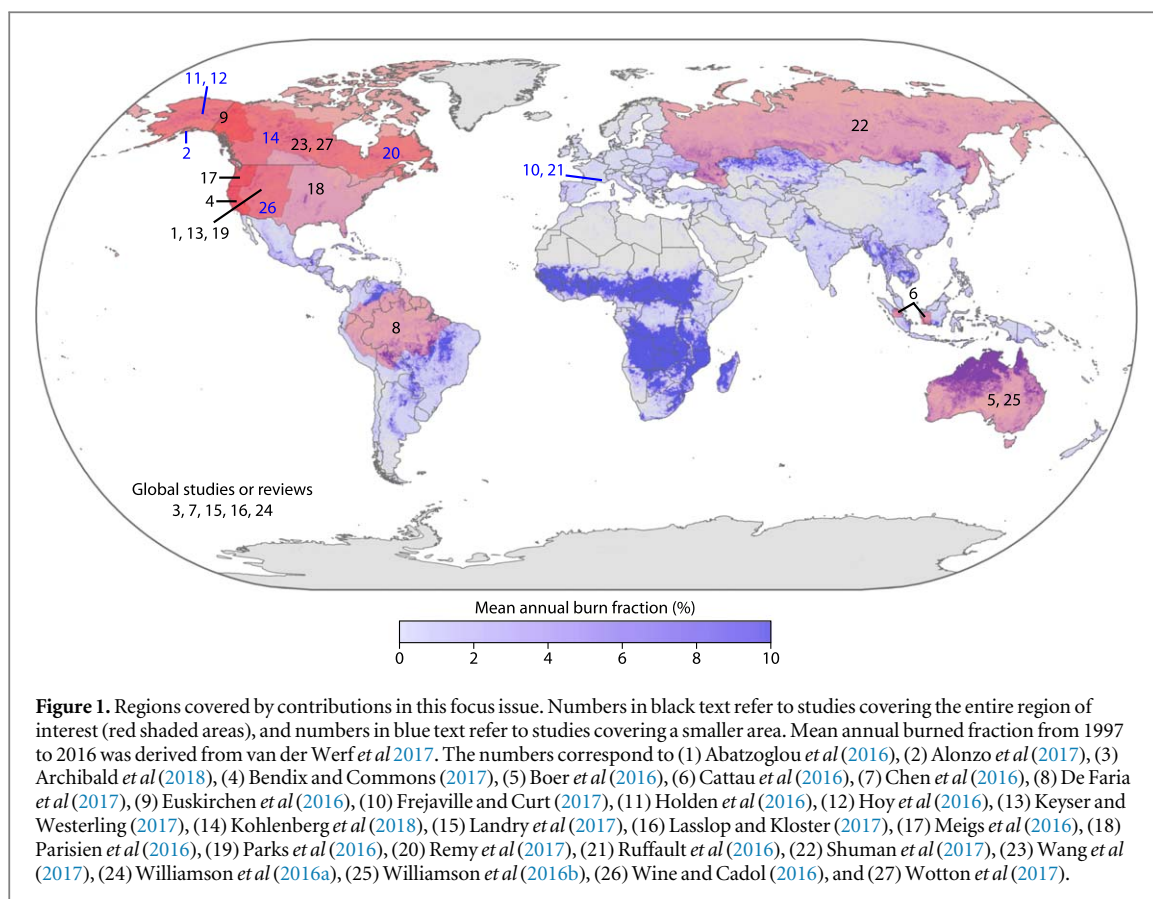 11, 12
9
2
14
23, 27
20
17
18
4
26
1, 13, 19
10, 21
22
6
8
5, 25
Global studies or reviews
3, 7, 15, 16, 24
Mean annual burn fraction (%)
0 2 4 6 8 10
Figure 1. Regions covered by contributions in this focus issue. Numbers in black text refer to studies covering the entire region of
interest (red shaded areas), and numbers in blue text refer to studies covering a smaller area. Mean annual burned fraction from 1997
to 2016 was derived from van der Werf et al 2017. The numbers correspond to (1) Abatzoglou et al (2016), (2) Alonzo et al (2017), (3)
Archibald et al (2018), (4) Bendix and Commons (2017), (5) Boer et al (2016), (6) Cattau et al (2016), (7) Chen et al (2016), (8) De Faria
et al (2017), (9) Euskirchen et al (2016), (10) Frejaville and Curt (2017), (11) Holden et al (2016), (12) Hoy et al (2016), (13) Keyser and
Westerling (2017), (14) Kohlenberg et al (2018), (15) Landry et al (2017), (16) Lasslop and Kloster (2017), (17) Meigs et al (2016), (18)
Parisien et al (2016), (19) Parks et al (2016), (20) Remy et al (2017), (21) Ruffault et al (2016), (22) Shuman et al (2017), (23) Wang et al
(2017), (24) Williamson et al (2016a), (25) Williamson et al (2016b), (26) Wine and Cadol (2016), and (27) Wotton et al (2017).